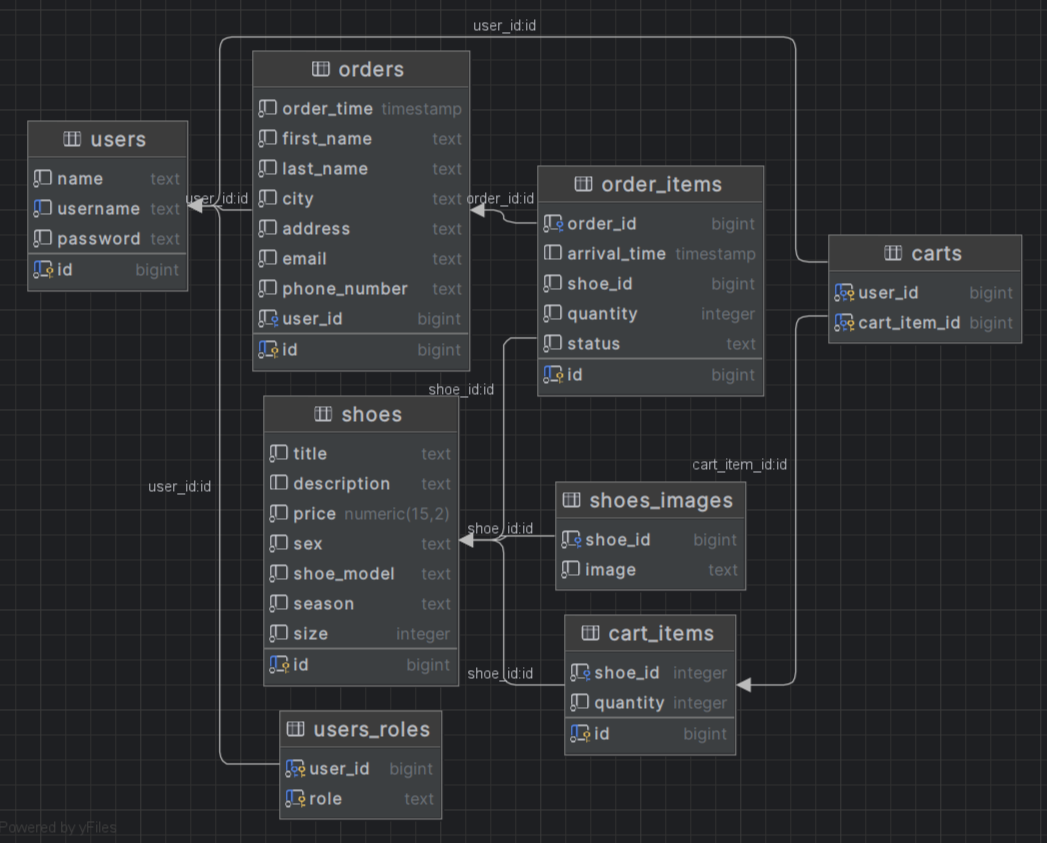 user_id:id
orders
order_time timestamp
first_name text
last_name text
city text
address text
email text
phone_number text
user_id bigint
id bigint
users
name text
username text
password text
id bigint
user_id:id
order_id:id
order_items
order_id bigint
arrival_time timestamp
shoe_id bigint
quantity integer
status text
id bigint
carts
user_id bigint
cart_item_id bigint
shoe_id:id
shoes
title text
description text
price numeric(15,2)
sex text
shoe_model text
season text
size integer
id bigint
user_id:id
cart_item_id:id
shoes_images
shoe_id bigint
image text
shoe_id:id
cart_items
shoe_id integer
quantity integer
id bigint
shoe_id:id
users_roles
user_id bigint
role text
Powered by yFiles